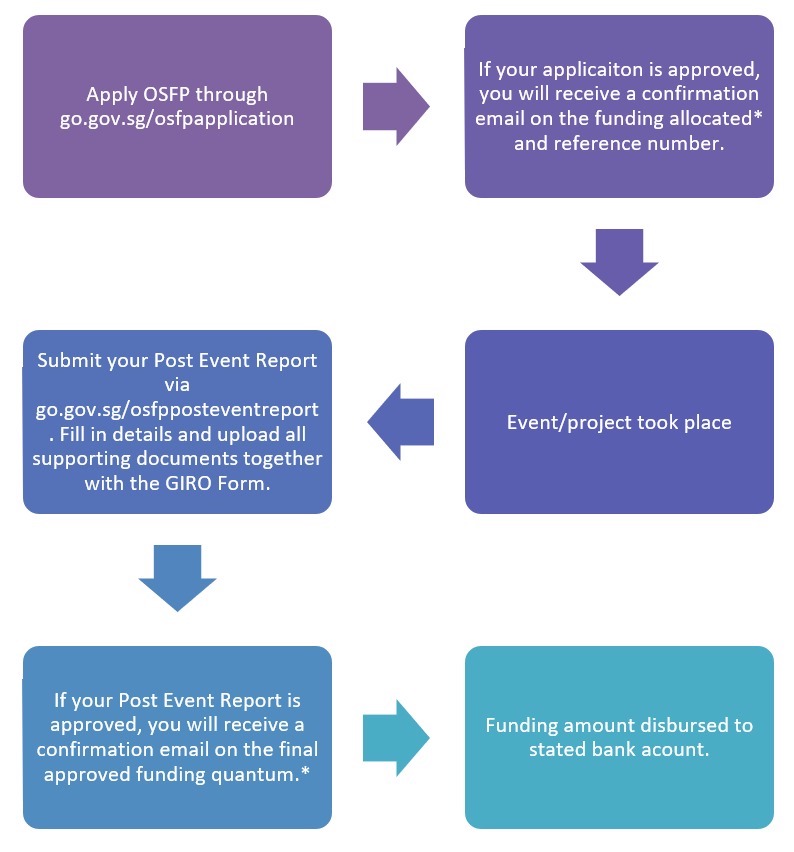 Apply OSFP through
go.gov.sg/osfpapplication
If your applicaiton is approved,
you will receive a confirmation
email on the funding allocated*
and reference number.
Event/project took place
Submit your Post Event Report
via
go.gov.sg/osfpposteventreport
. Fill in details and upload all
supporting documents together
with the GIRO Form.
If your Post Event Report is
approved, you will receive a
confirmation email on the final
approved funding quantum.*
Funding amount disbursed to
stated bank acount.